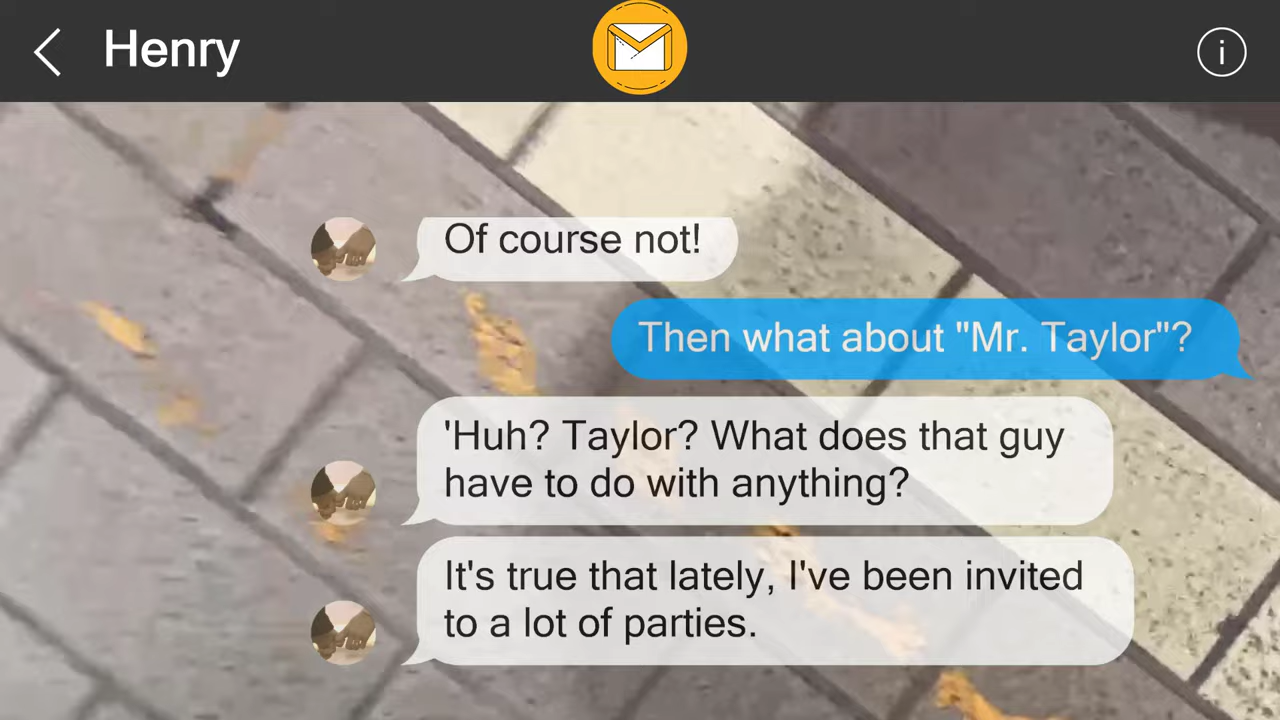 Henry
i
Of course not!
Then what about "Mr. Taylor"?
'Huh? Taylor? What does that guy
have to do with anything?
It's true that lately, I've been invited
to a lot of parties.